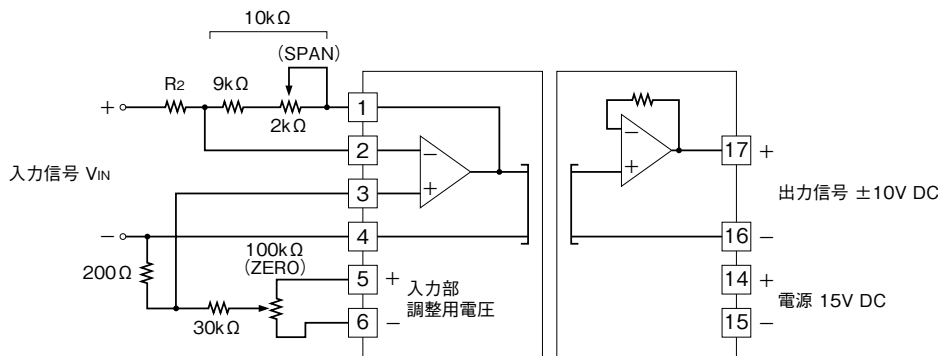 10kΩ
(SPAN)
R2
9kΩ
2kΩ
+
1
2
3
4
5
6
−
+
入力信号 VIN
−
200Ω
100kΩ
(ZERO)
30kΩ
+
−
入力部
調整用電圧
−
+
17 +
出力信号 ±10V DC
16 −
14 +
電源 15V DC
15 −